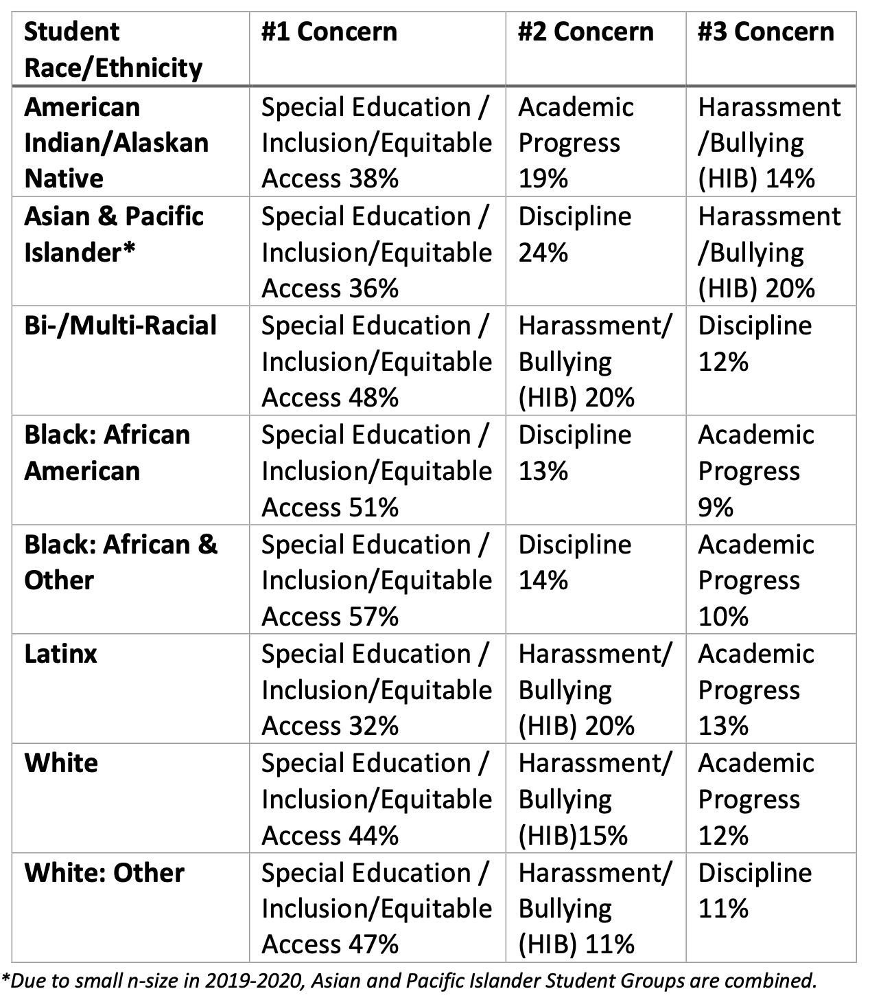 Student
Race/Ethnicity
#1 Concern
#2 Concern
#3 Concern
American
Indian/Alaskan
Native
Special Education /
Inclusion/Equitable
Access 38%
Academic
Progress
19%
Harassment
/Bullying
(HIB) 14%
Asian & Pacific
Islander*
Special Education /
Inclusion/Equitable
Access 36%
Discipline
24%
Harassment
/Bullying
(HIB) 20%
Bi-/Multi-Racial
Special Education /
Inclusion/Equitable
Access 48%
Harassment/
Bullying
(HIB) 20%
Discipline
12%
Black: African
American
Special Education /
Inclusion/Equitable
Access 51%
Discipline
13%
Academic
Progress
9%
Black: African &
Other
Special Education /
Inclusion/Equitable
Access 57%
Discipline
14%
Academic
Progress
10%
Latinx
Special Education /
Inclusion/Equitable
Access 32%
Harassment/
Bullying
(HIB) 20%
Academic
Progress
13%
White
Special Education /
Inclusion/Equitable
Access 44%
Harassment/
Bullying
(HIB)15%
Academic
Progress
12%
White: Other
Special Education /
Inclusion/Equitable
Access 47%
Harassment/
Bullying
(HIB) 11%
Discipline
11%
*Due to small n-size in 2019-2020, Asian and Pacific Islander Student Groups are combined.